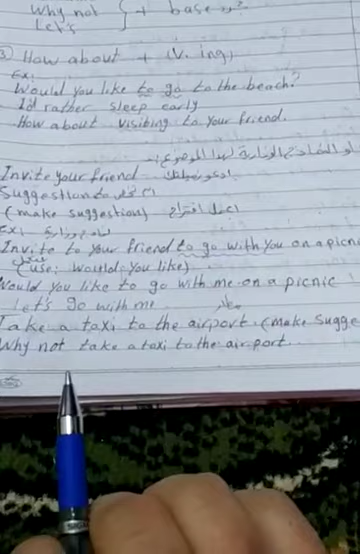 Why not } + base
Let's
③ How about + (V. ing)
Ex:
Would you like to go to the beach?
I'd rather sleep early
How about visiting to your friend.
Invite your friend
Suggestion to
(make suggestion) اعمل اقتراح
Ex:
Invite to your friend to go with you on a picnic
(use: would you like)
Would you like to go with me on a picnic
Let's go with me
Take a taxi to the airport. (make Sugge
Why not take a taxi to the airport.